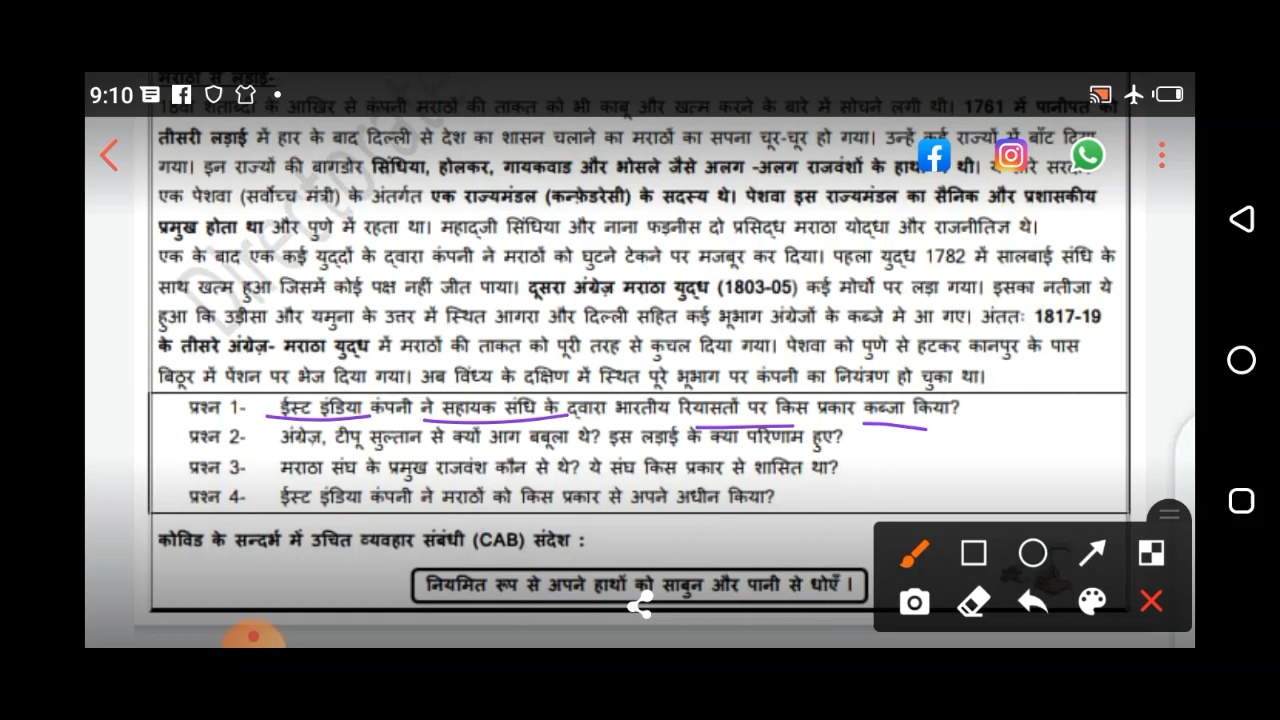 मराठों से लड़ाई-
9:10
18वीं शताब्दी के आखिर से कंपनी मराठों की ताकत को भी काबू और खत्म करने के बारे में सोचने लगी थी। 1761 में पानीपत की
तीसरी लड़ाई में हार के बाद दिल्ली से देश का शासन चलाने का मराठों का सपना चूर-चूर हो गया। उन्हें कई राज्यों में बाँट दिया
गया। इन राज्यों की बागडोर सिंधिया, होलकर, गायकवाड और भोसले जैसे अलग -अलग राजवंशों के थी।
एक पेशवा (सर्वोच्च मंत्री) के अंतर्गत एक राज्यमंडल (कन्फ़ेडरेसी) के सदस्य थे। पेशवा इस राज्यमंडल का सैनिक और प्रशासकीय
प्रमुख होता था और पुणे में रहता था। महाद्जी सिंधिया और नाना फडनीस दो प्रसिद्ध मराठा योद्धा और राजनीतिज्ञ थे।
एक के बाद एक कई युद्दों के द्वारा कंपनी ने मराठों को घुटने टेकने पर मजबूर कर दिया। पहला युद्ध 1782 में सालबाई संधि के
साथ खत्म हुआ जिसमें कोई पक्ष नहीं जीत पाया। दूसरा अंग्रेज़ मराठा युद्ध (1803-05) कई मोर्चो पर लड़ा गया। इसका नतीजा ये
हुआ कि उड़ीसा और यमुना के उत्तर में स्थित आगरा और दिल्ली सहित कई भूभाग अंग्रेजों के कब्जे मे आ गए। अंततः 1817-19
के तीसरे अंग्रेज़- मराठा युद्ध में मराठों की ताकत को पूरी तरह से कुचल दिया गया। पेशवा को पुणे से हटकर कानपुर के पास
बिठूर में पेंशन पर भेज दिया गया। अब विंध्य के दक्षिण में स्थित पूरे भूभाग पर कंपनी का नियंत्रण हो चुका था।
प्रश्न 1- ईस्ट इंडिया कंपनी ने सहायक संधि के द्वारा भारतीय रियासतों पर किस प्रकार कब्जा किया?
प्रश्न 2- अंग्रेज़, टीपू सुल्तान से क्यों आग बबूला थे? इस लड़ाई के क्या परिणाम हुए?
प्रश्न 3- मराठा संघ के प्रमुख राजवंश कौन से थे? ये संघ किस प्रकार से शासित था?
प्रश्न 4- ईस्ट इंडिया कंपनी ने मराठों को किस प्रकार से अपने अधीन किया?
कोविड के सन्दर्भ में उचित व्यवहार संबंधी (CAB) संदेश :
नियमित रूप से अपने हाथों को साबुन और पानी से धोएँ ।